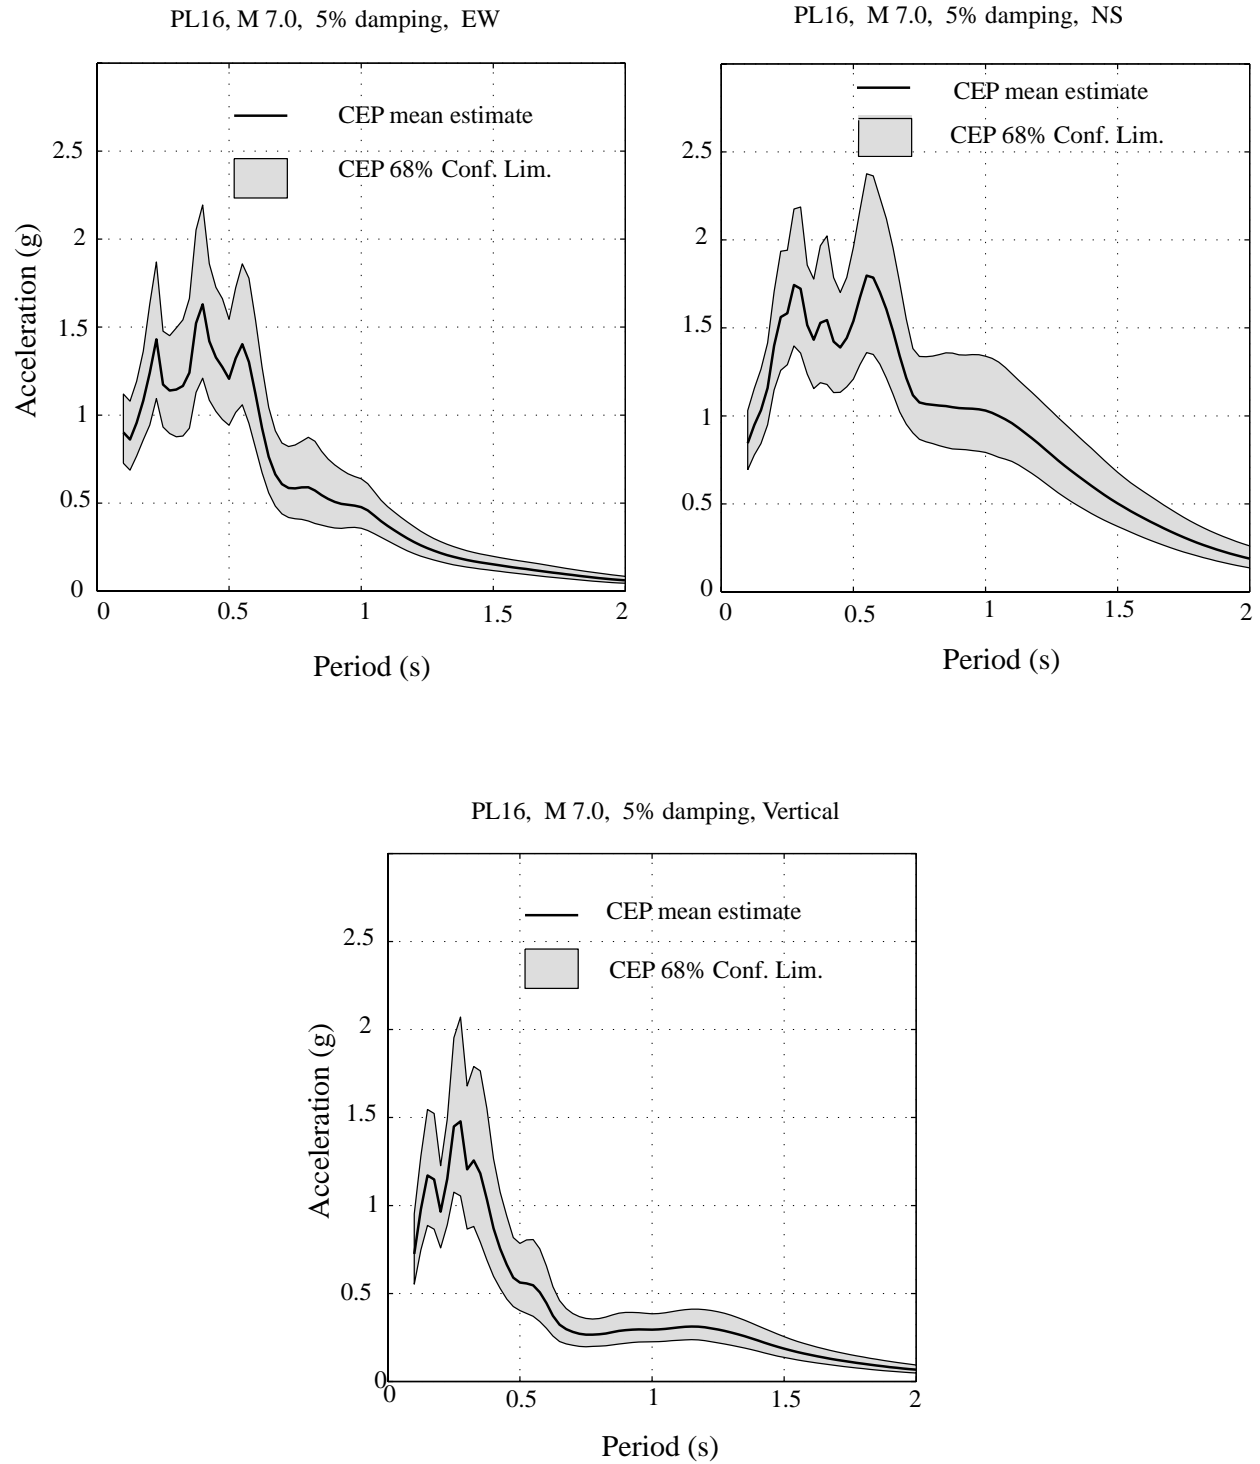 PL16, M 7.0, 5% damping, EW
CEP mean estimate
CEP 68% Conf. Lim.
2.5
2
1.5
1
0.5
0
0 0.5 1 1.5 2
Acceleration (g)
Period (s)
PL16, M 7.0, 5% damping, NS
CEP mean estimate
CEP 68% Conf. Lim.
2.5
2
1.5
1
0.5
0
0 0.5 1 1.5 2
Period (s)
PL16, M 7.0, 5% damping, Vertical
CEP mean estimate
CEP 68% Conf. Lim.
2.5
2
1.5
1
0.5
0
0 0.5 1 1.5 2
Acceleration (g)
Period (s)